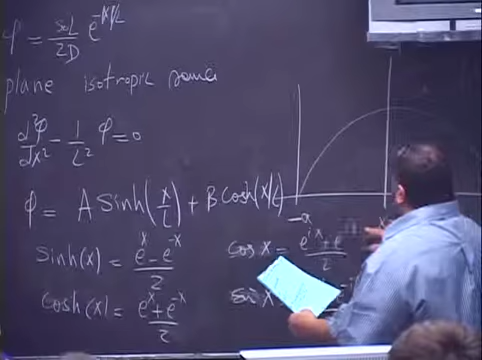 φ = S₀L/2D e^(-|x|/L)
plane isotropic source
d²φ/dx² - 1/L² φ = 0
φ = A Sinh(x/L) + B Cosh(x/L)
Sinh(x) = (e^x - e^-x)/2
Cosh(x) = (e^x + e^-x)/2
-a
Cos x = (e^ix + e
2
Sin x